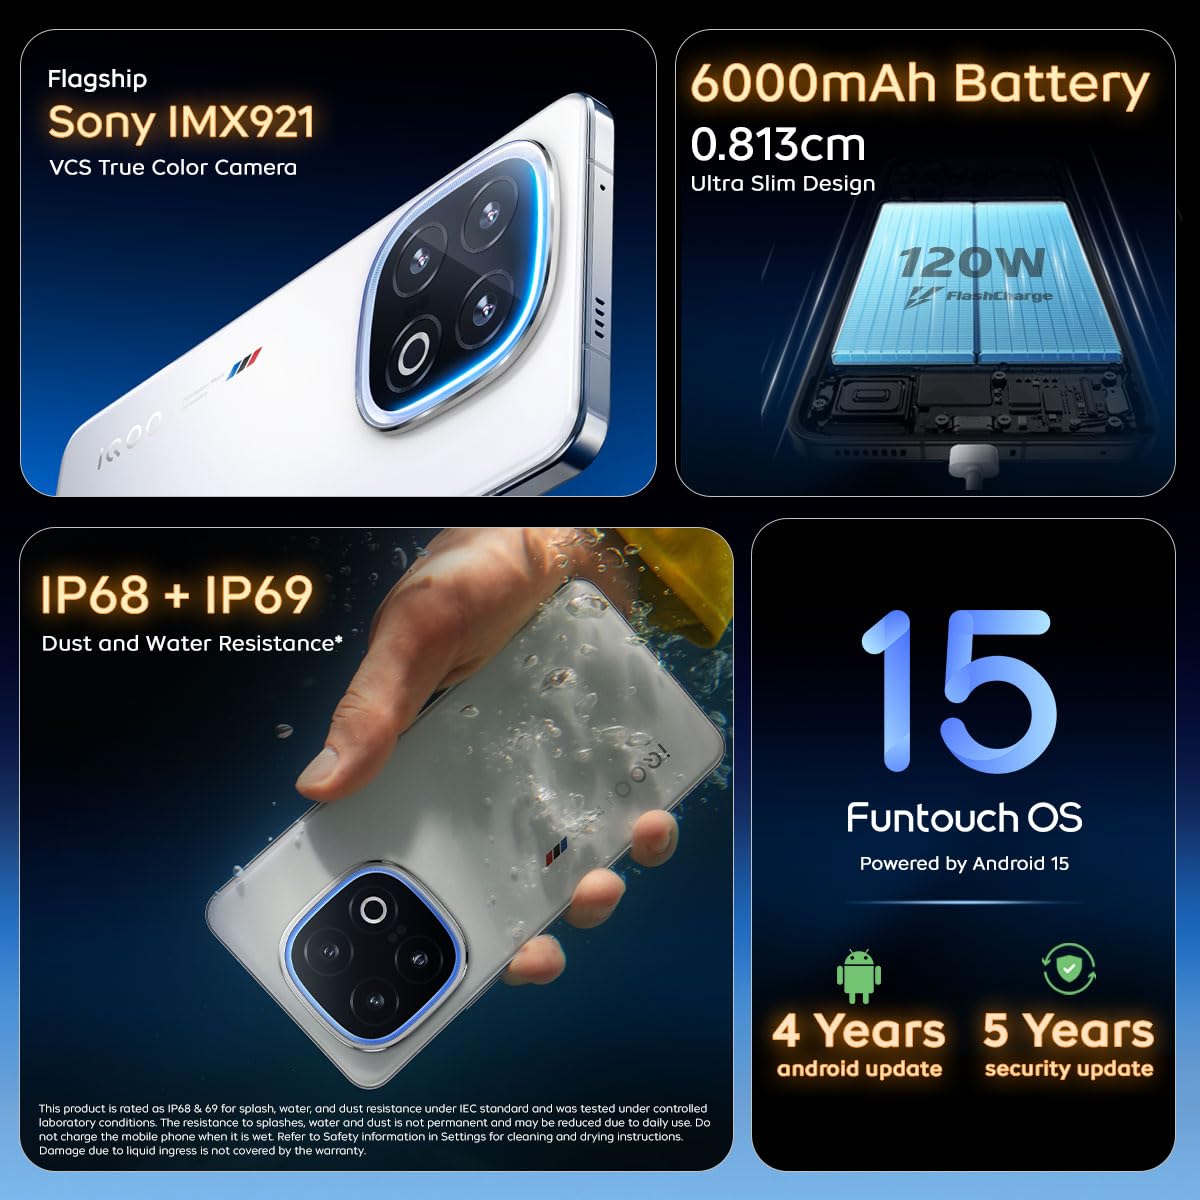 Flagship
Sony IMX921
VCS True Color Camera
iQOO
6000mAh Battery
0.813cm
Ultra Slim Design
120W
FlashCharge
IP68 + IP69
Dust and Water Resistance*
iQOO
This product is rated as IP68 & 69 for splash, water, and dust resistance under IEC standard and was tested under controlled
laboratory conditions. The resistance to splashes, water and dust is not permanent and may be reduced due to daily use. Do
not charge the mobile phone when it is wet. Refer to Safety information in Settings for cleaning and drying instructions.
Damage due to liquid ingress is not covered by the warranty.
15
Funtouch OS
Powered by Android 15
4 Years
android update
5 Years
security update